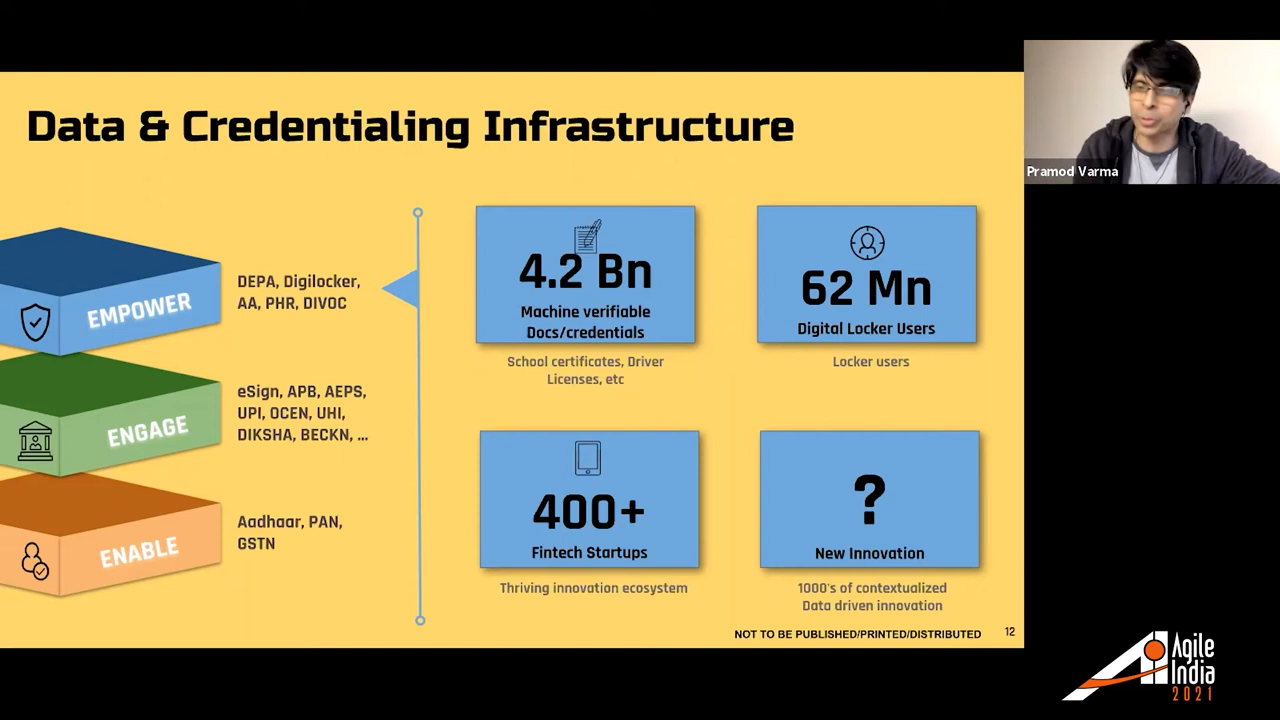 Data & Credentialing Infrastructure
Pramod Varma
EMPOWER
DEPA, Digilocker,
AA, PHR, DIVOC
ENGAGE
eSign, APB, AEPS,
UPI, OCEN, UHI,
DIKSHA, BECKN, ...
ENABLE
Aadhaar, PAN,
GSTN
4.2 Bn
Machine verifiable
Docs/credentials
School certificates, Driver
Licenses, etc
62 Mn
Digital Locker Users
Locker users
400+
Fintech Startups
Thriving innovation ecosystem
?
New Innovation
1000's of contextualized
Data driven innovation
NOT TO BE PUBLISHED/PRINTED/DISTRIBUTED
12
Agile
India
2021